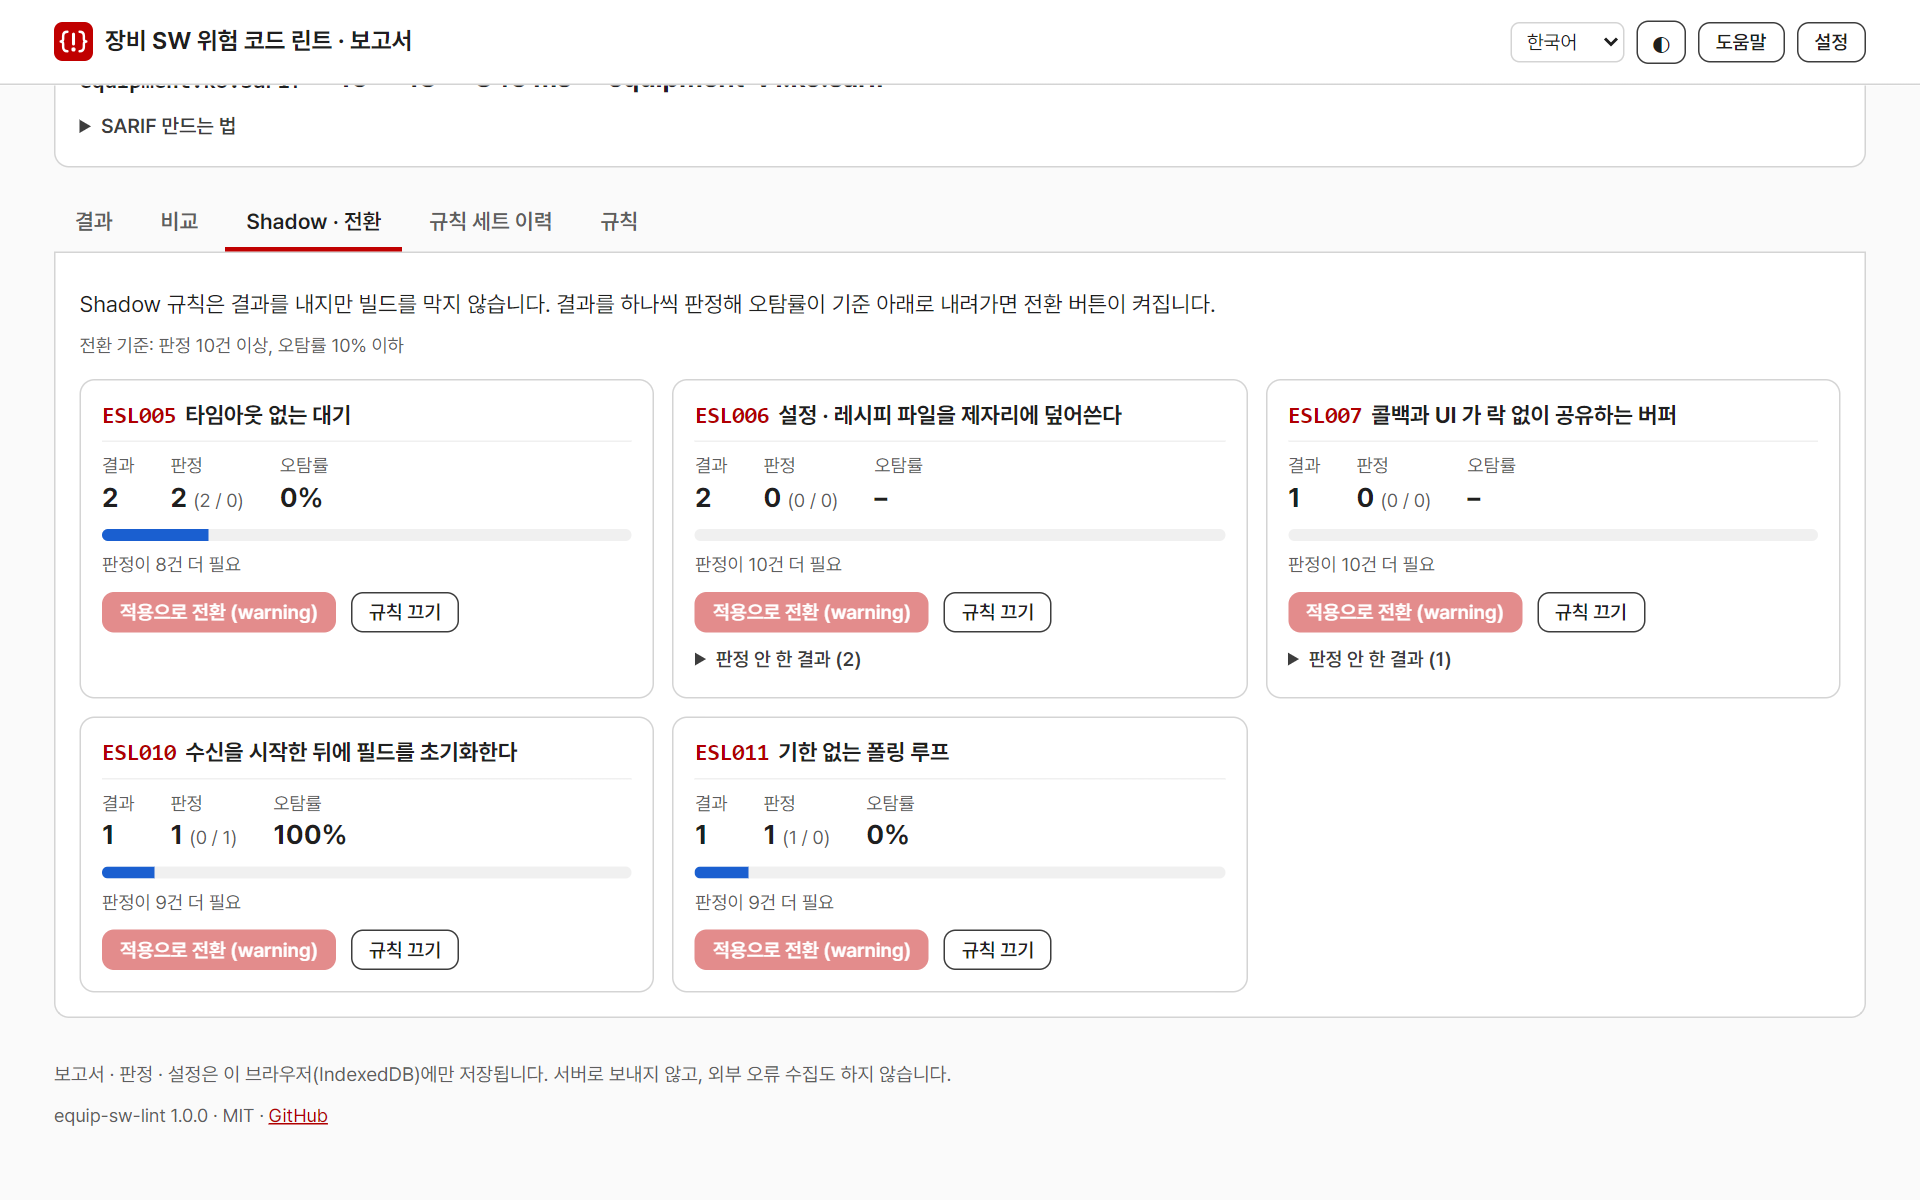 장비 SW 위험 코드 린트 · 보고서
한국어
도움말
설정
▶ SARIF 만드는 법
결과
비교
Shadow · 전환
규칙 세트 이력
규칙
Shadow 규칙은 결과를 내지만 빌드를 막지 않습니다. 결과를 하나씩 판정해 오탐률이 기준 아래로 내려가면 전환 버튼이 켜집니다.
전환 기준: 판정 10건 이상, 오탐률 10% 이하
ESL005 타임아웃 없는 대기
결과 판정 오탐률
2 2 (2 / 0) 0%
판정이 8건 더 필요
적용으로 전환 (warning) 규칙 끄기
ESL006 설정 · 레시피 파일을 제자리에 덮어쓴다
결과 판정 오탐률
2 0 (0 / 0) –
판정이 10건 더 필요
적용으로 전환 (warning) 규칙 끄기
▶ 판정 안 한 결과 (2)
ESL007 콜백과 UI 가 락 없이 공유하는 버퍼
결과 판정 오탐률
1 0 (0 / 0) –
판정이 10건 더 필요
적용으로 전환 (warning) 규칙 끄기
▶ 판정 안 한 결과 (1)
ESL010 수신을 시작한 뒤에 필드를 초기화한다
결과 판정 오탐률
1 1 (0 / 1) 100%
판정이 9건 더 필요
적용으로 전환 (warning) 규칙 끄기
ESL011 기한 없는 폴링 루프
결과 판정 오탐률
1 1 (1 / 0) 0%
판정이 9건 더 필요
적용으로 전환 (warning) 규칙 끄기
보고서 · 판정 · 설정은 이 브라우저(IndexedDB)에만 저장됩니다. 서버로 보내지 않고, 외부 오류 수집도 하지 않습니다.
equip-sw-lint 1.0.0 · MIT · GitHub